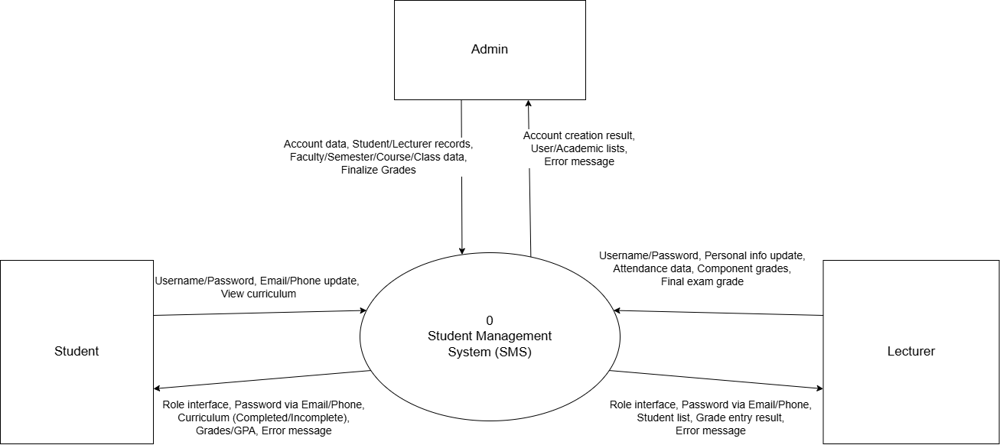 Admin
Account data, Student/Lecturer records,
Faculty/Semester/Course/Class data,
Finalize Grades
Account creation result,
User/Academic lists,
Error message
Username/Password, Email/Phone update,
View curriculum
Username/Password, Personal info update,
Attendance data, Component grades,
Final exam grade
Student
0
Student Management
System (SMS)
Lecturer
Role interface, Password via Email/Phone,
Curriculum (Completed/Incomplete),
Grades/GPA, Error message
Role interface, Password via Email/Phone,
Student list, Grade entry result,
Error message